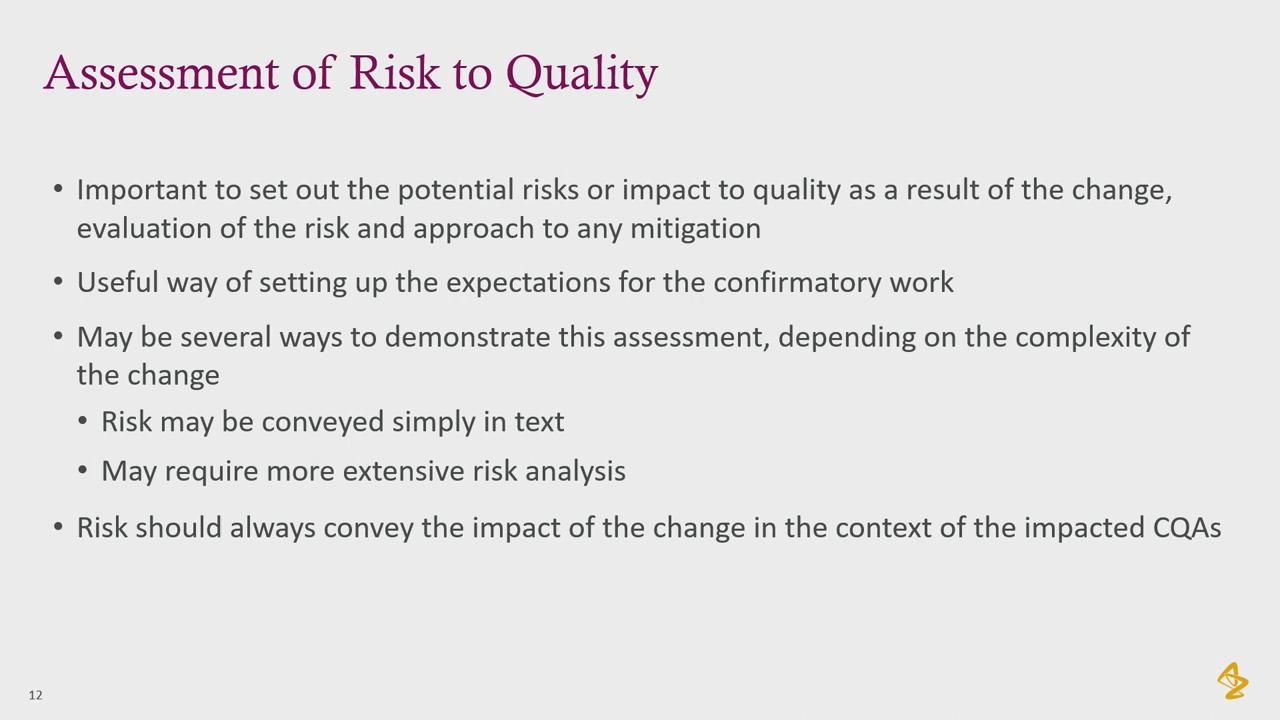 Assessment of Risk to Quality
• Important to set out the potential risks or impact to quality as a result of the change,
evaluation of the risk and approach to any mitigation
• Useful way of setting up the expectations for the confirmatory work
• May be several ways to demonstrate this assessment, depending on the complexity of
the change
• Risk may be conveyed simply in text
• May require more extensive risk analysis
• Risk should always convey the impact of the change in the context of the impacted CQAs
12